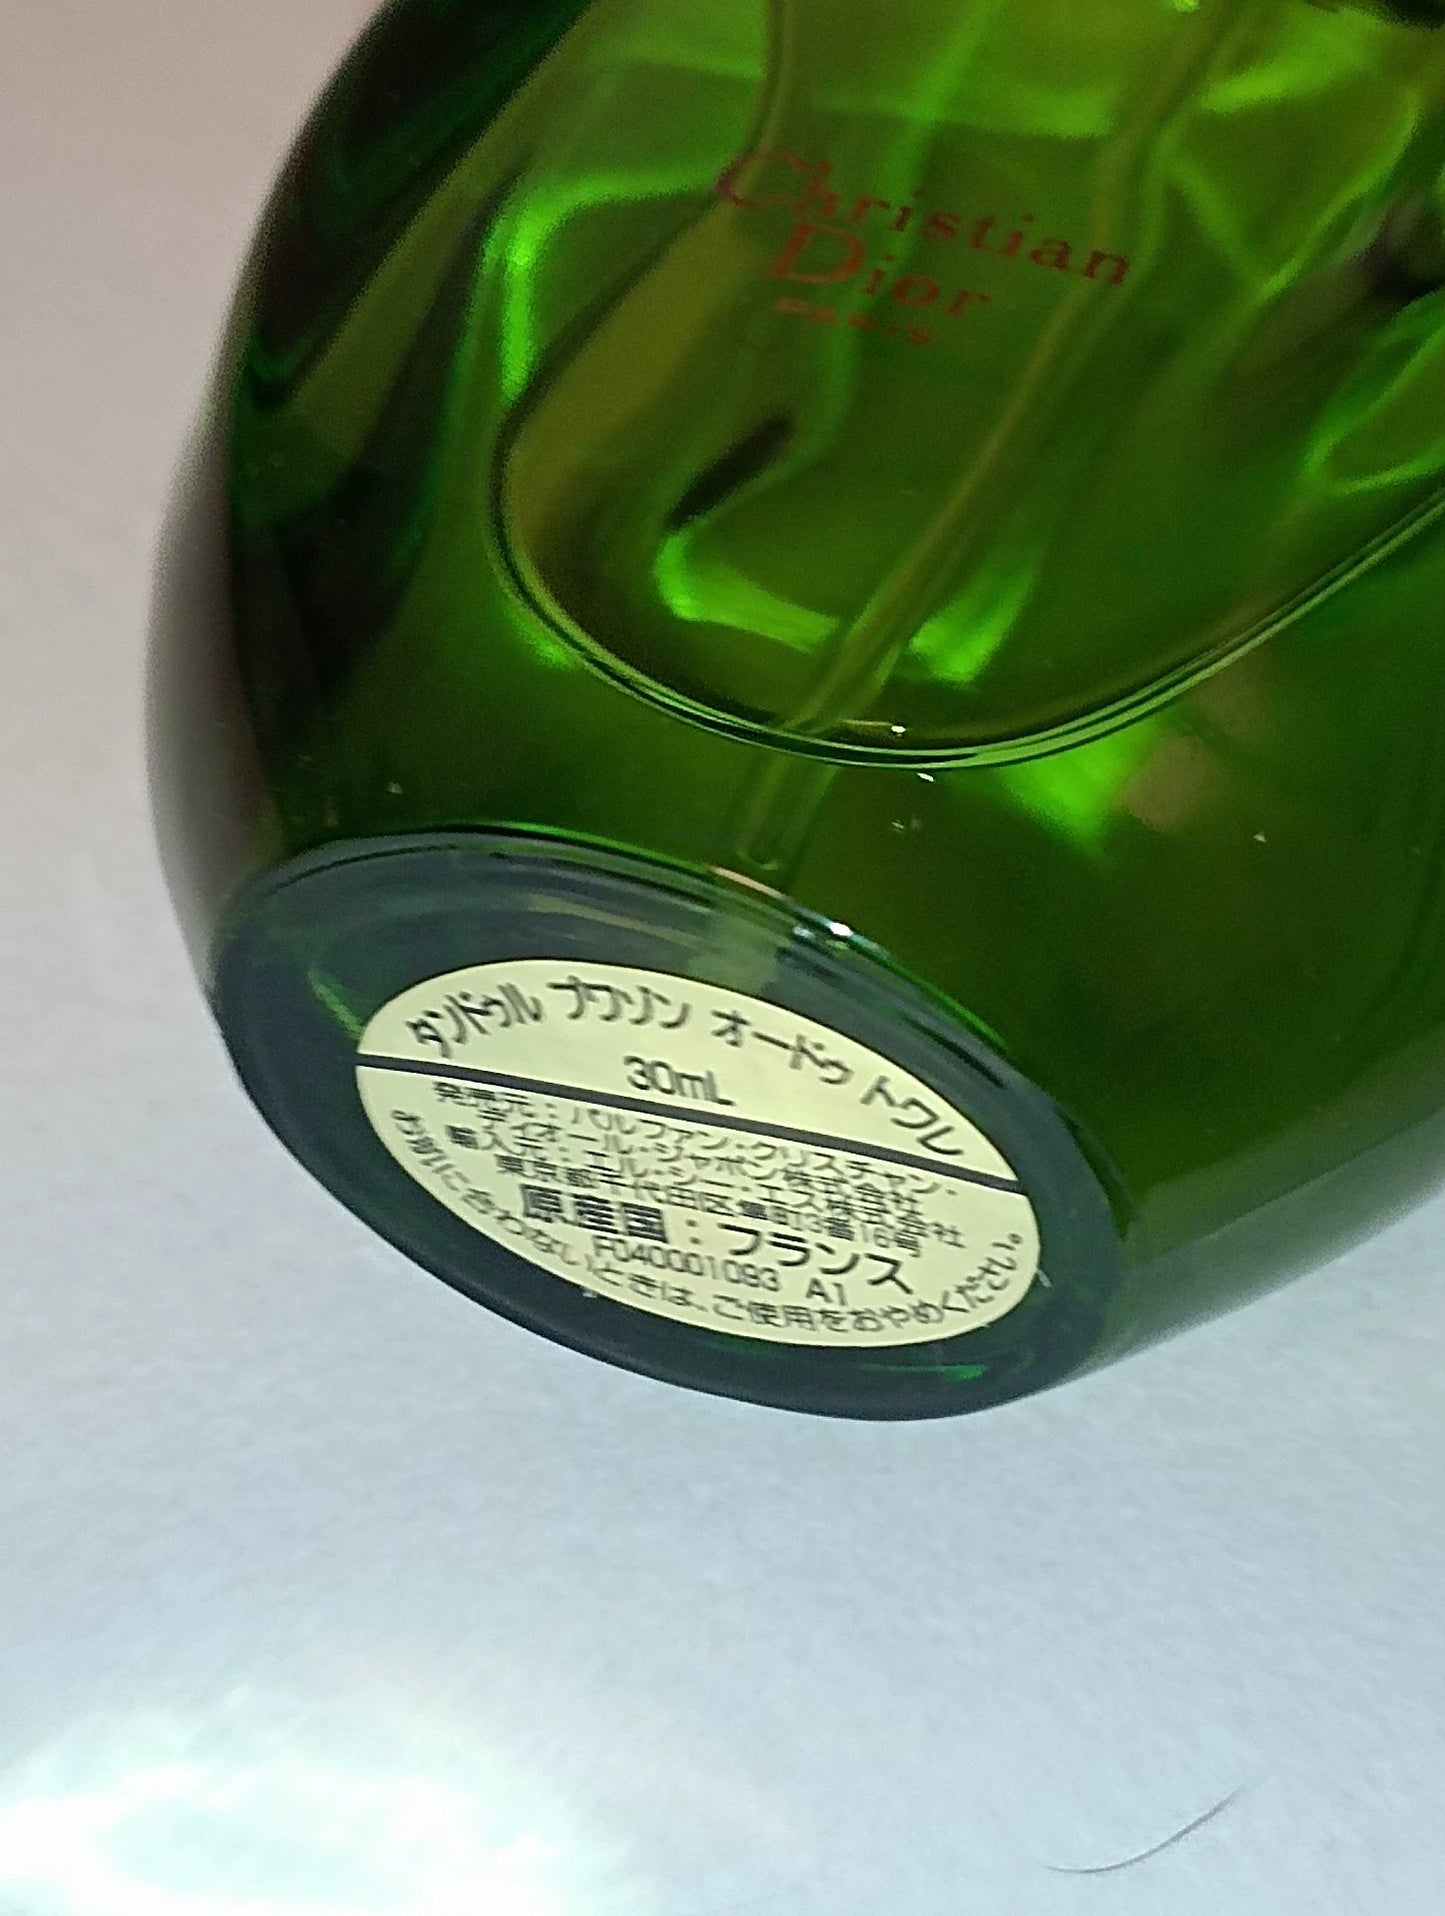 Christian
Dior
PARIS
タンドゥル プワゾン オードゥ トワレ
30mL
発売元：パルファン・クリスチャン・
ディオール・ジャポン株式会社
輸入元：エル・シー・エス株式会社
東京都千代田区麹町3番16号
原産国：フランス
F040001093 A1
お肌に合わないときは、ご使用をおやめください。